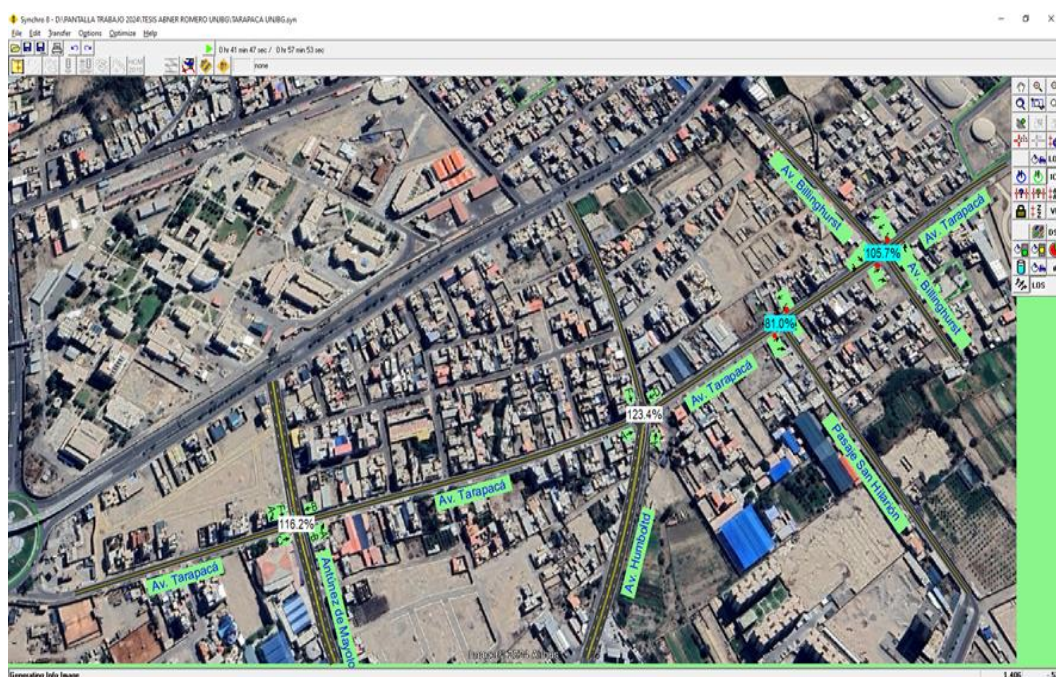 Synchro 8 - D:\PANTALLA TRABAJO 2024\TESIS ABNER ROMERO UNJBG\TARAPACA UNJBG.syn
File Edit Transfer Options Optimize Help
0 hr 41 min 47 sec / 0 hr 57 min 53 sec
HCM
2010
none
Av. Billinghurst
Av. Tarapacá
105.7%
Av. Billinghurst
81.0%
Av. Tarapacá
123.4%
Pasaje San Hilarión
Av. Tarapacá
Av. Humboltd
116.2%
Av. Tarapacá
Antúnez de Mayolo
LOS
Generating Info Image
1,406